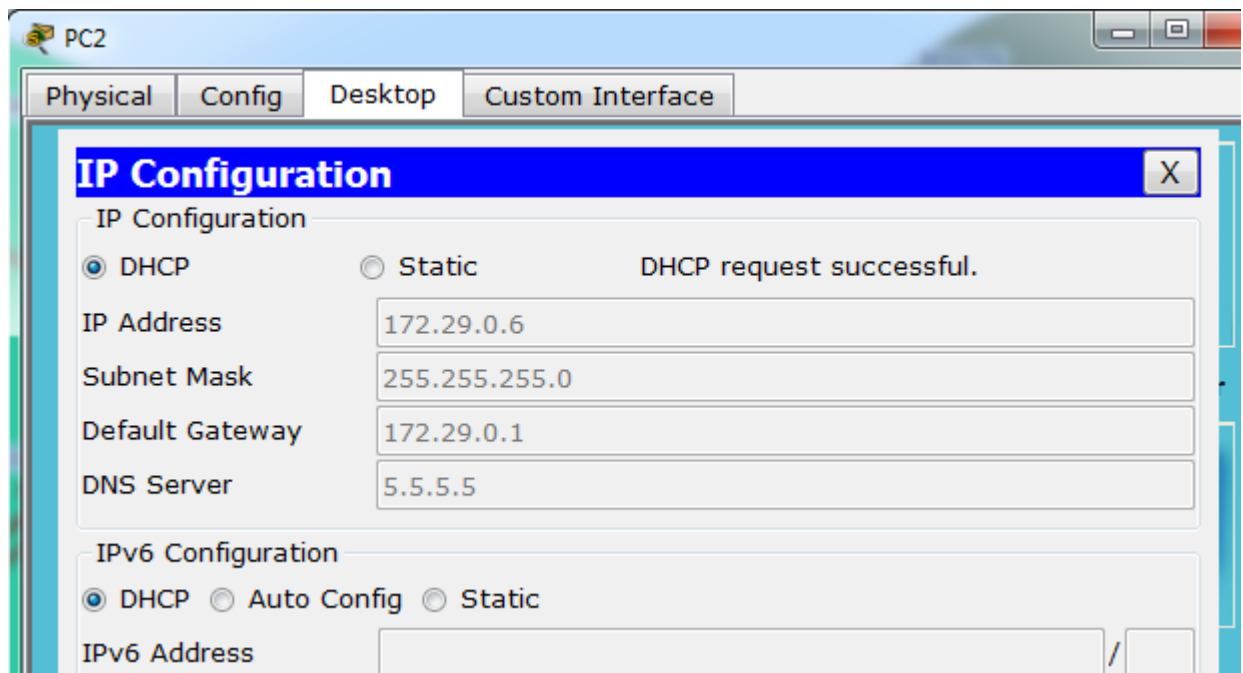 PC2
Physical Config Desktop Custom Interface
IP Configuration X
IP Configuration
DHCP Static DHCP request successful.
IP Address 172.29.0.6
Subnet Mask 255.255.255.0
Default Gateway 172.29.0.1
DNS Server 5.5.5.5
IPv6 Configuration
DHCP Auto Config Static
IPv6 Address /